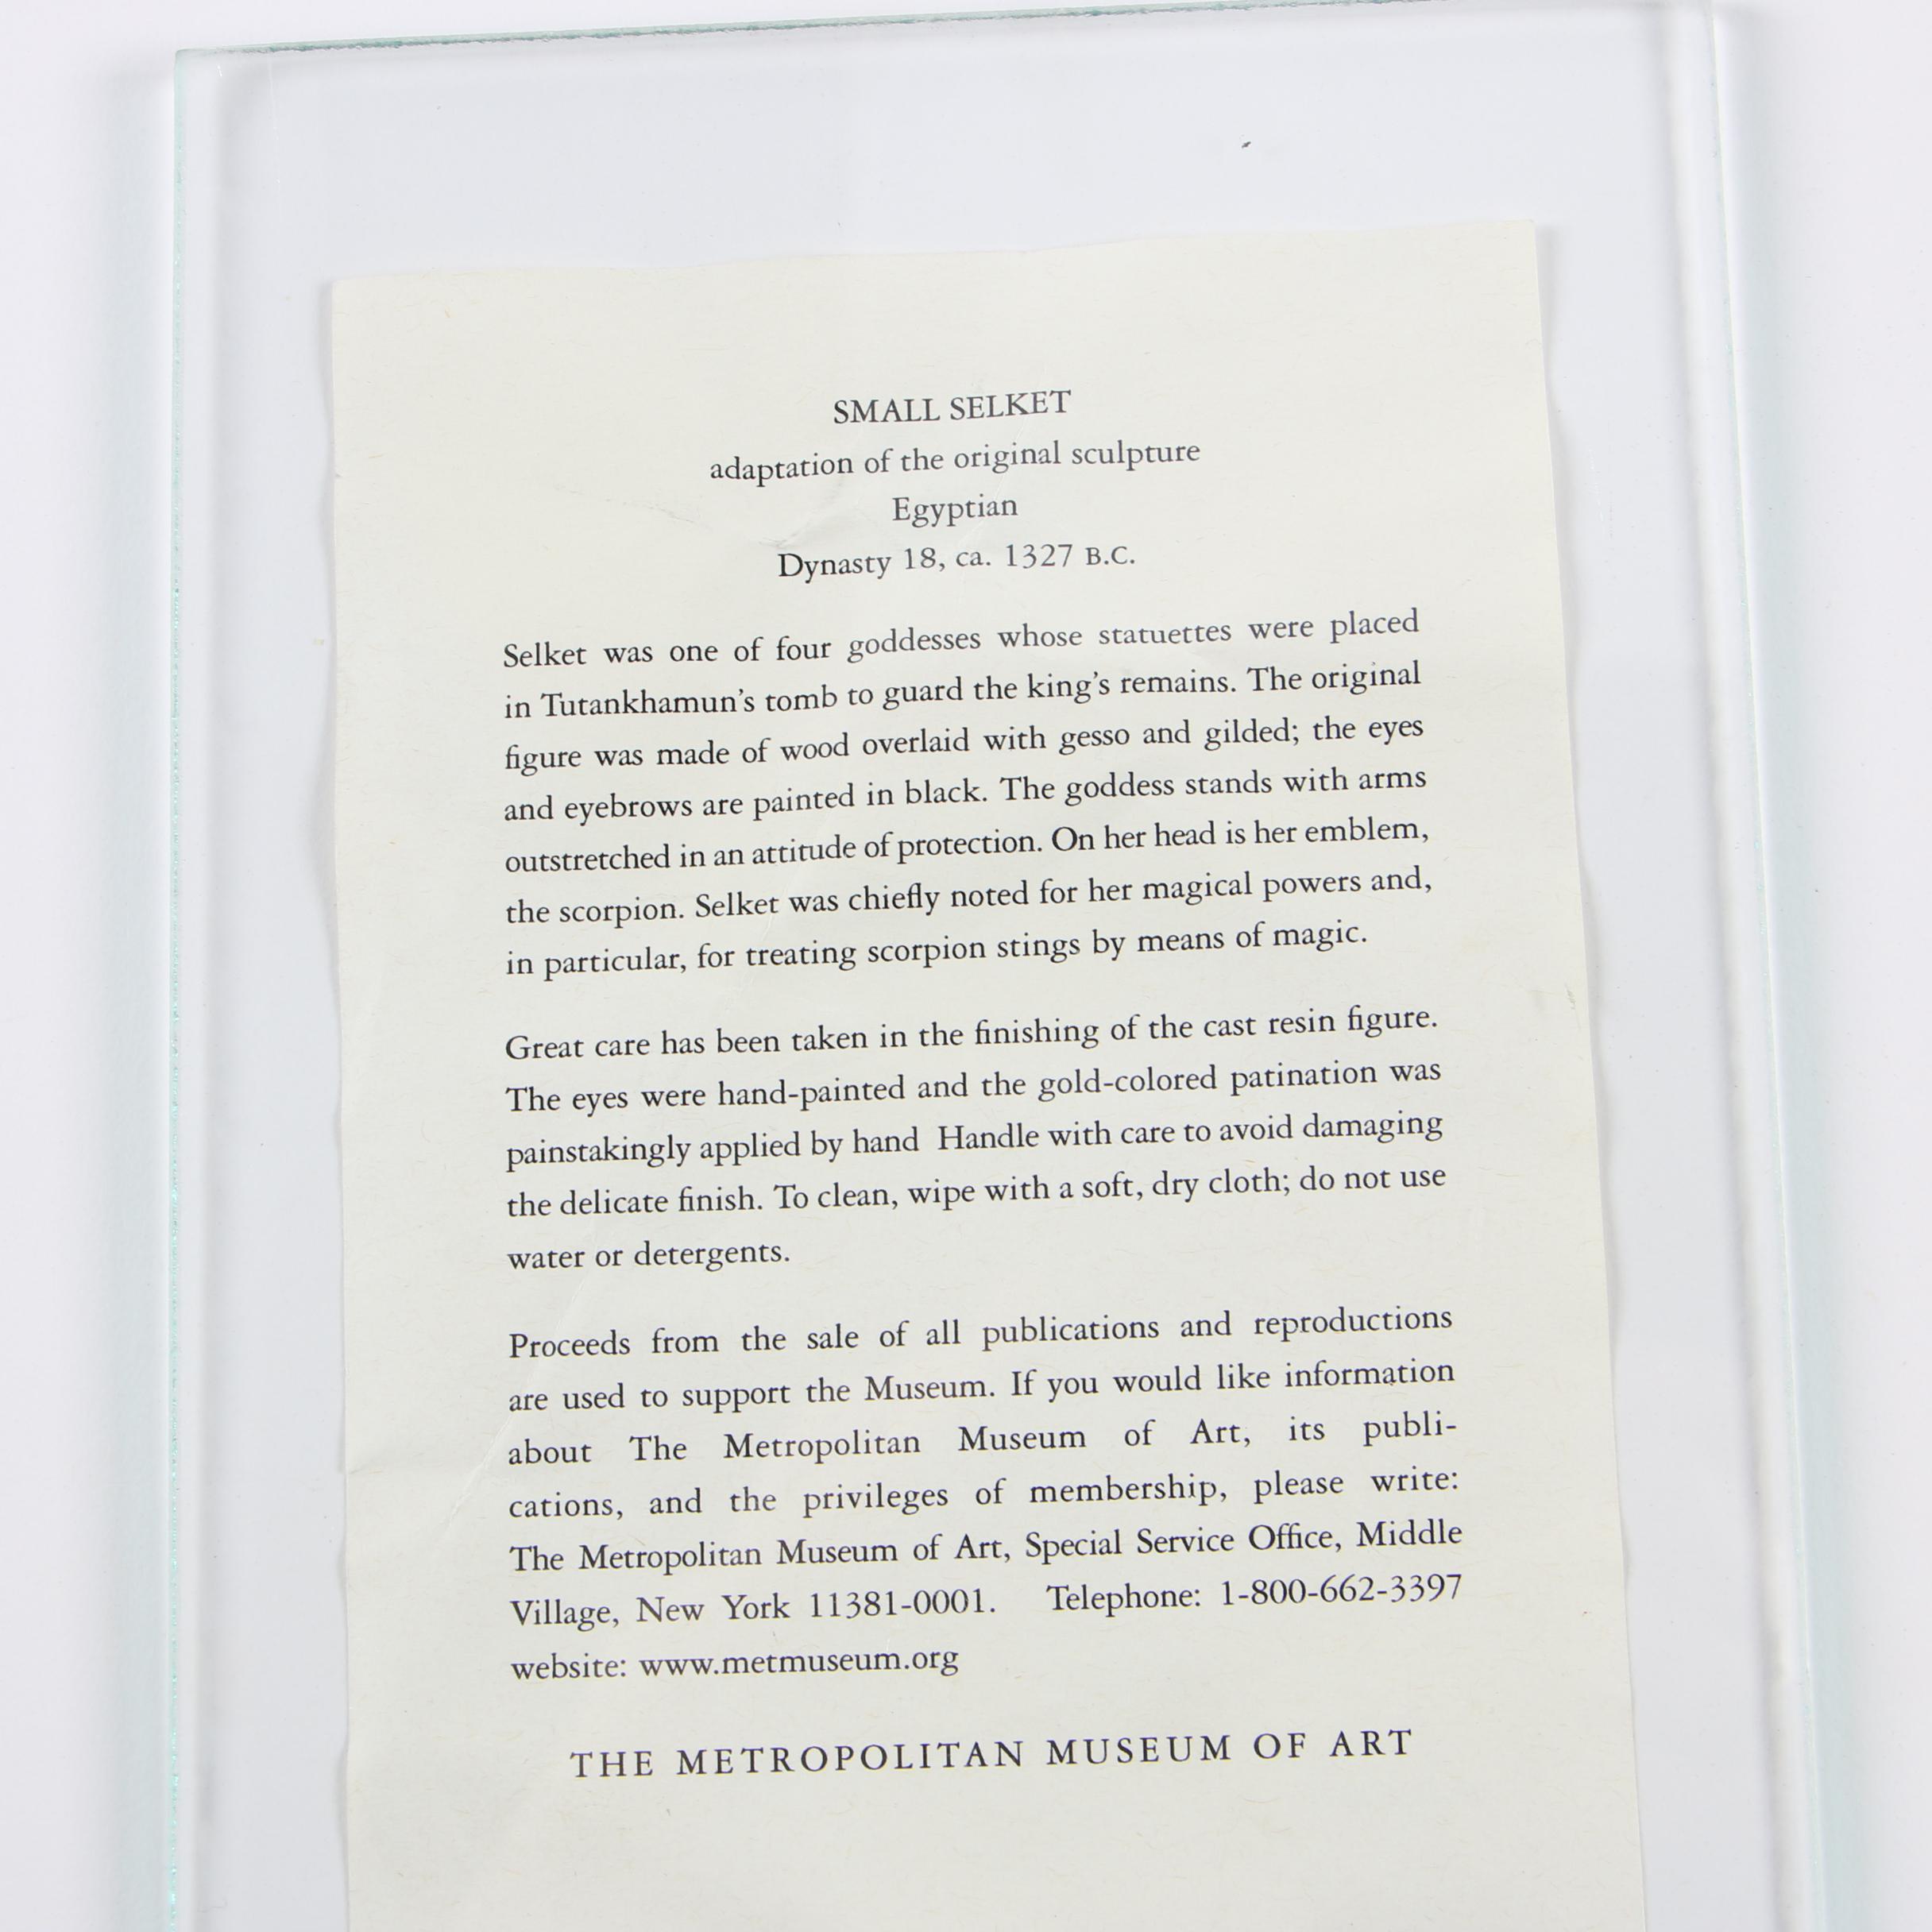 SMALL SELKET
adaptation of the original sculpture
Egyptian
Dynasty 18, ca. 1327 B.C.
Selket was one of four goddesses whose statuettes were placed
in Tutankhamun's tomb to guard the king's remains. The original
figure was made of wood overlaid with gesso and gilded; the eyes
and eyebrows are painted in black. The goddess stands with arms
outstretched in an attitude of protection. On her head is her emblem,
the scorpion. Selket was chiefly noted for her magical powers and,
in particular, for treating scorpion stings by means of magic.
Great care has been taken in the finishing of the cast resin figure.
The eyes were hand-painted and the gold-colored patination was
painstakingly applied by hand  Handle with care to avoid damaging
the delicate finish. To clean, wipe with a soft, dry cloth; do not use
water or detergents.
Proceeds from the sale of all publications and reproductions
are used to support the Museum. If you would like information
about The Metropolitan Museum of Art, its publi-
cations, and the privileges of membership, please write:
The Metropolitan Museum of Art, Special Service Office, Middle
Village, New York 11381-0001. Telephone: 1-800-662-3397
website: www.metmuseum.org
THE METROPOLITAN MUSEUM OF ART